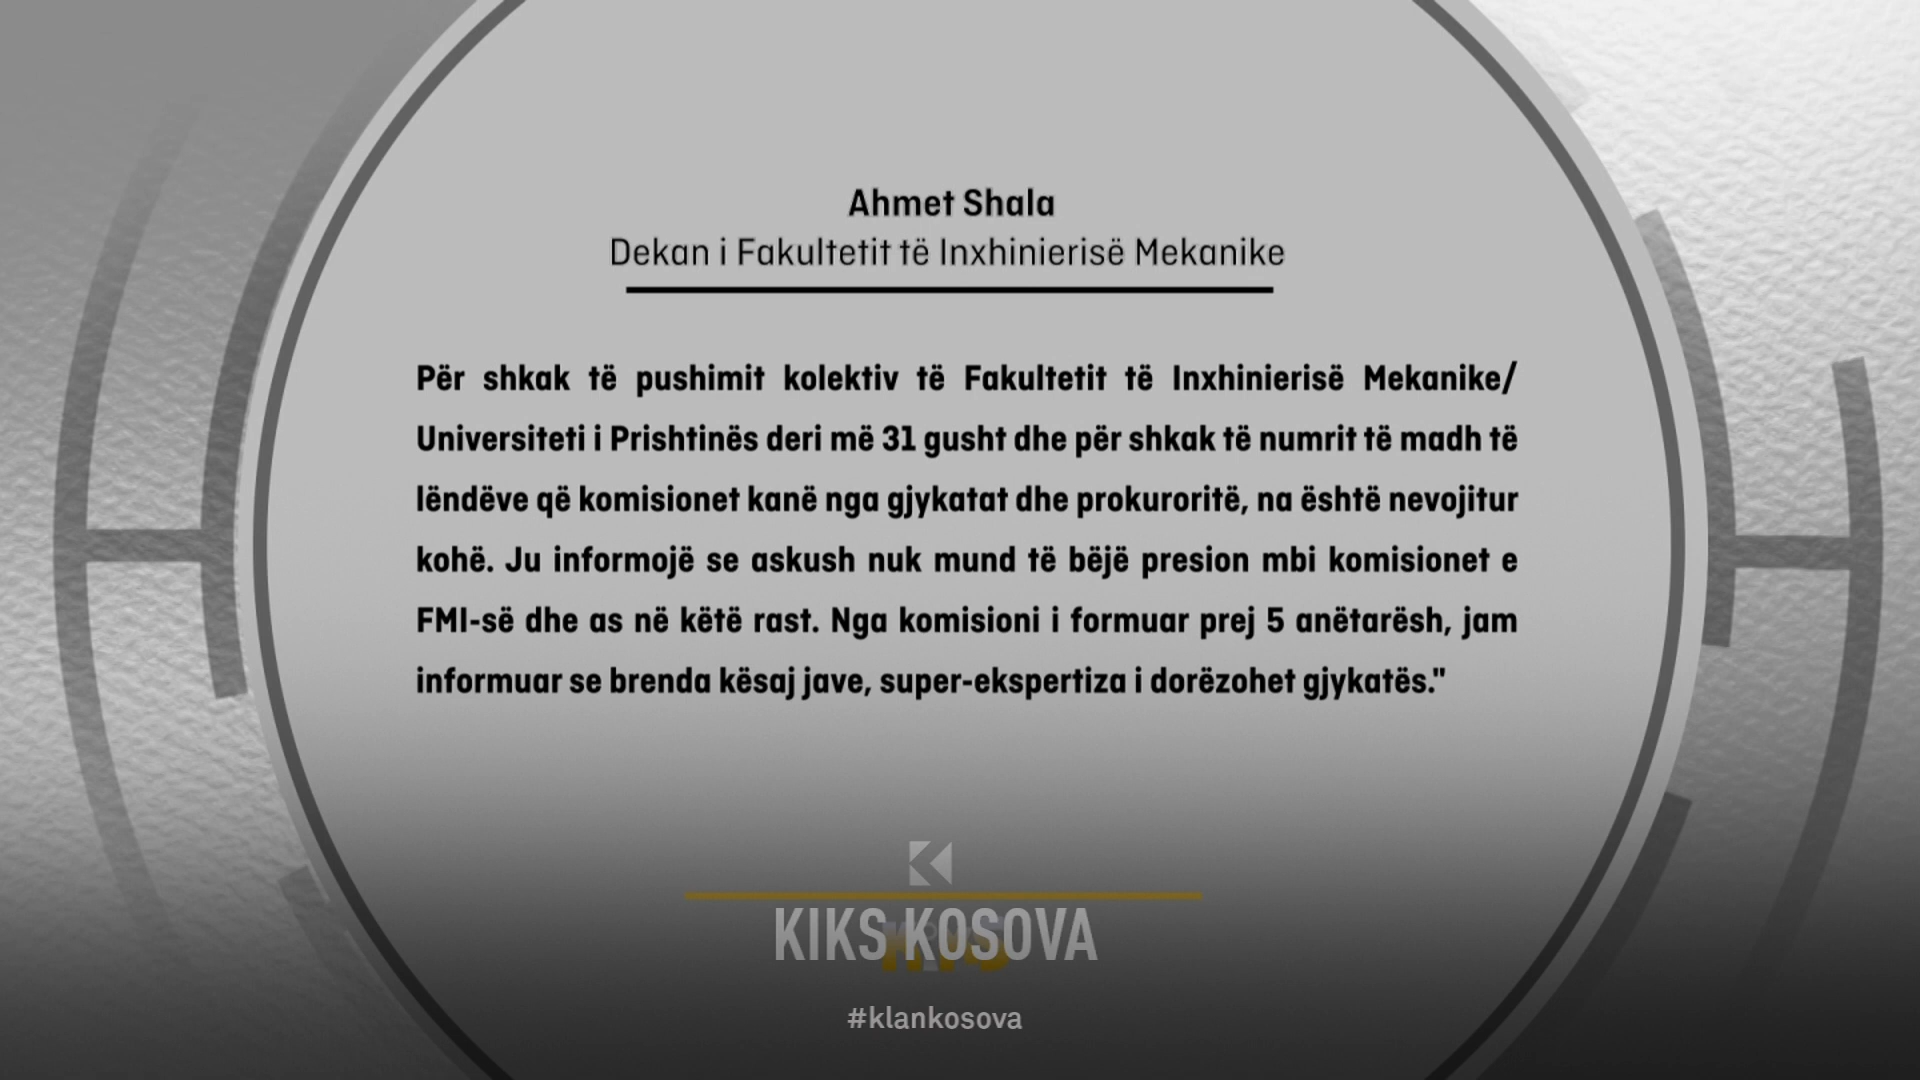 Ahmet Shala
Dekan i Fakultetit të Inxhinierisë Mekanike
Për shkak të pushimit kolektiv të Fakultetit të Inxhinierisë Mekanike/
Universiteti i Prishtinës deri më 31 gusht dhe për shkak të numrit të madh të
lëndëve që komisionet kanë nga gjykatat dhe prokuroritë, na është nevojitur
kohë. Ju informojë se askush nuk mund të bëjë presion mbi komisionet e
FMI-së dhe as në këtë rast. Nga komisioni i formuar prej 5 anëtarësh, jam
informuar se brenda kësaj jave, super-ekspertiza i dorëzohet gjykatës."
KIKS KOSOVA
#klankosova